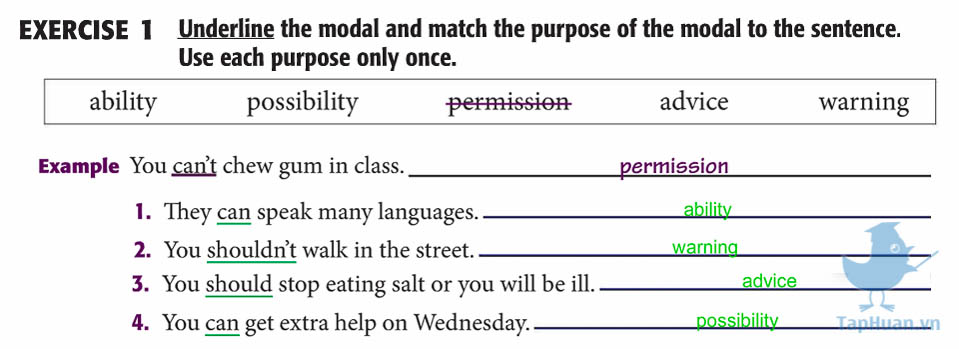 EXERCISE 1 Underline the modal and match the purpose of the modal to the sentence.
Use each purpose only once.
ability possibility permission advice warning
Example You can't chew gum in class. permission
1. They can speak many languages. ability
2. You shouldn't walk in the street. warning
3. You should stop eating salt or you will be ill. advice
4. You can get extra help on Wednesday. possibility
TapHuan.vn